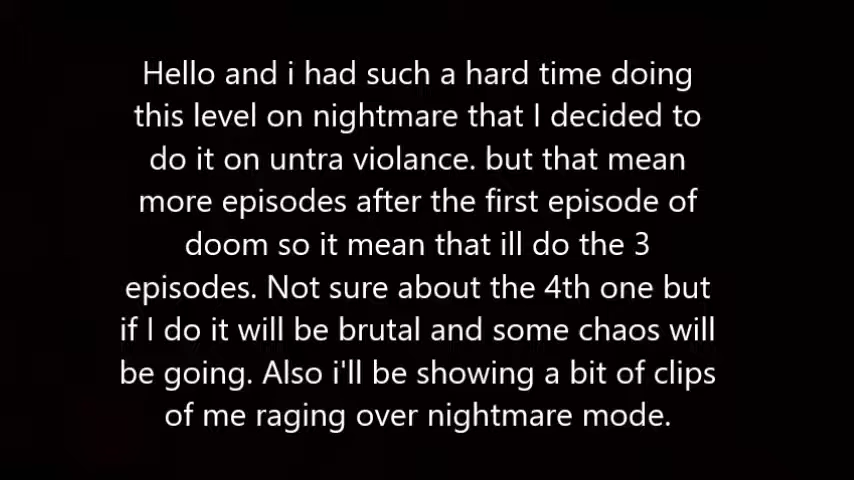 Hello and i had such a hard time doing
this level on nightmare that I decided to
do it on untra violance. but that mean
more episodes after the first episode of
doom so it mean that ill do the 3
episodes. Not sure about the 4th one but
if I do it will be brutal and some chaos will
be going. Also i'll be showing a bit of clips
of me raging over nightmare mode.